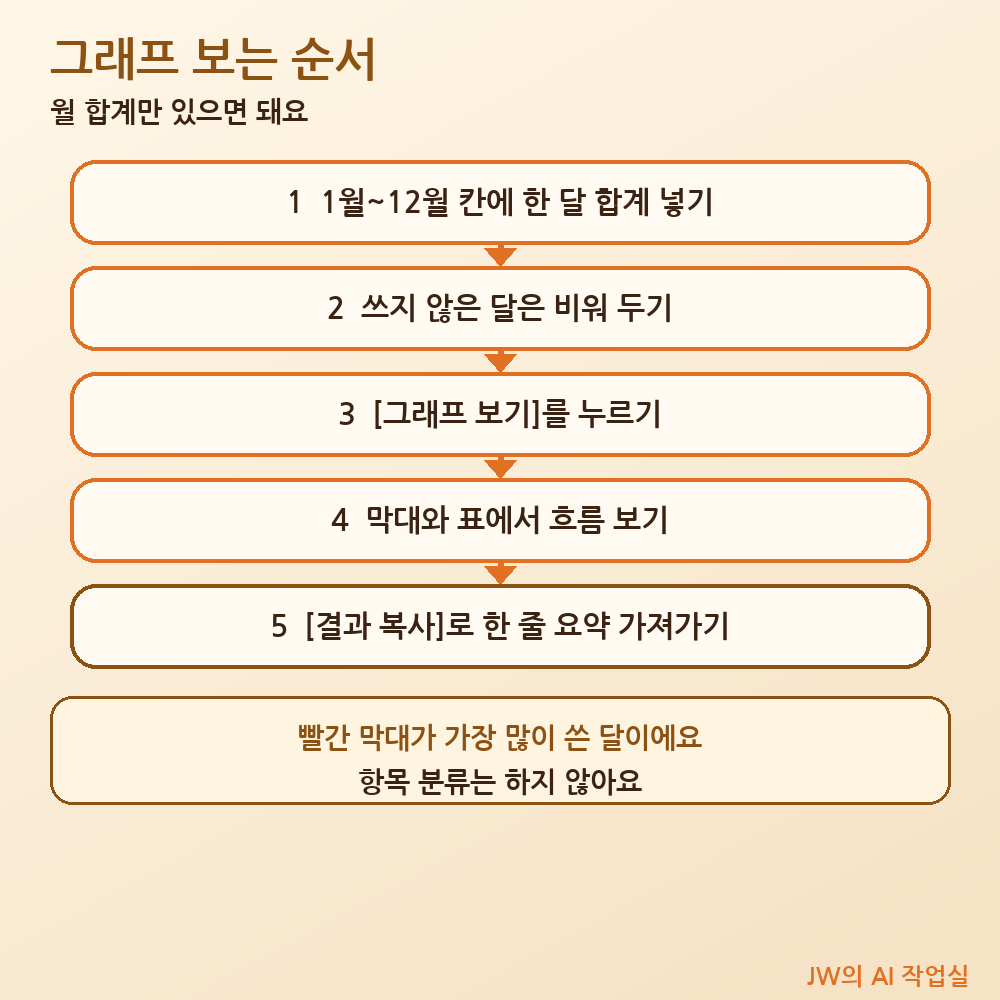 그래프 보는 순서
월 합계만 있으면 돼요
1 1월~12월 칸에 한 달 합계 넣기
2 쓰지 않은 달은 비워 두기
3 [그래프 보기]를 누르기
4 막대와 표에서 흐름 보기
5 [결과 복사]로 한 줄 요약 가져가기
빨간 막대가 가장 많이 쓴 달이에요
항목 분류는 하지 않아요
JW의 AI 작업실